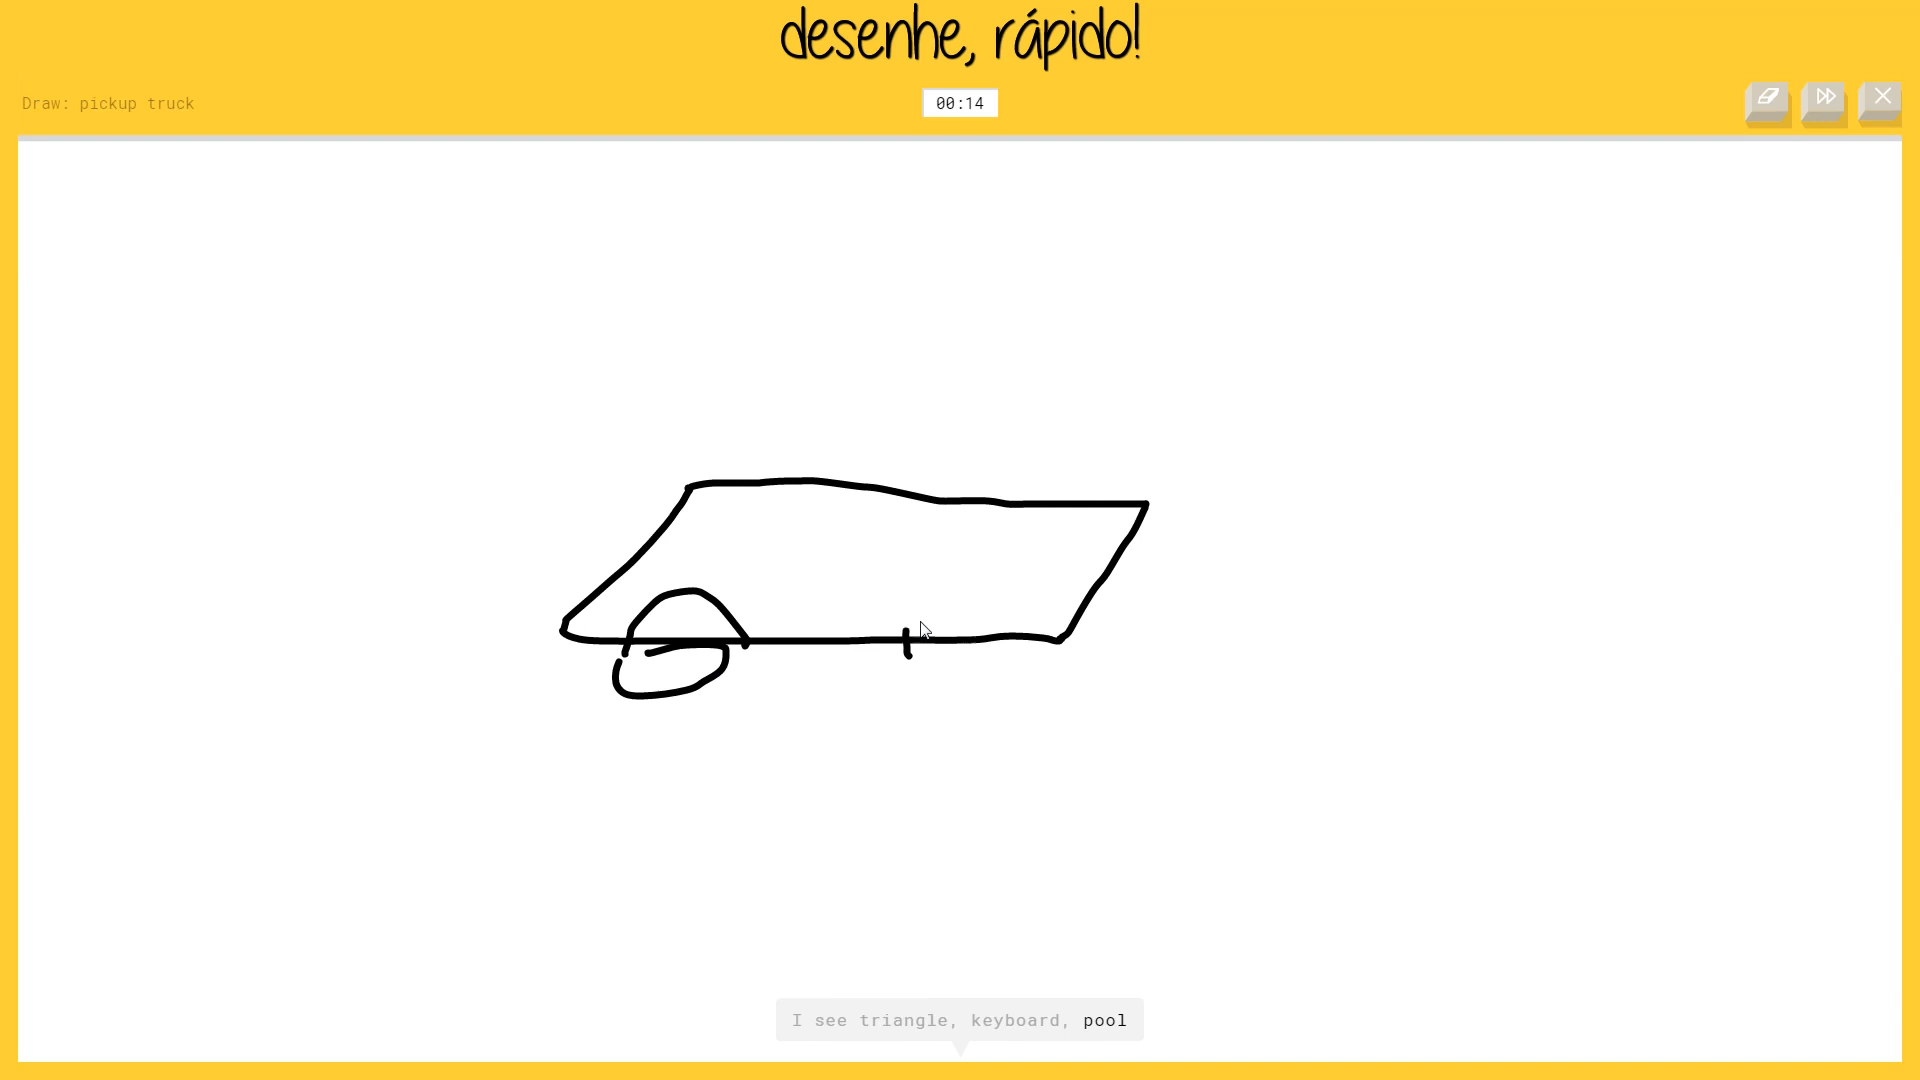 desenhe, rápido!
Draw: pickup truck
00:14
I see triangle, keyboard, pool